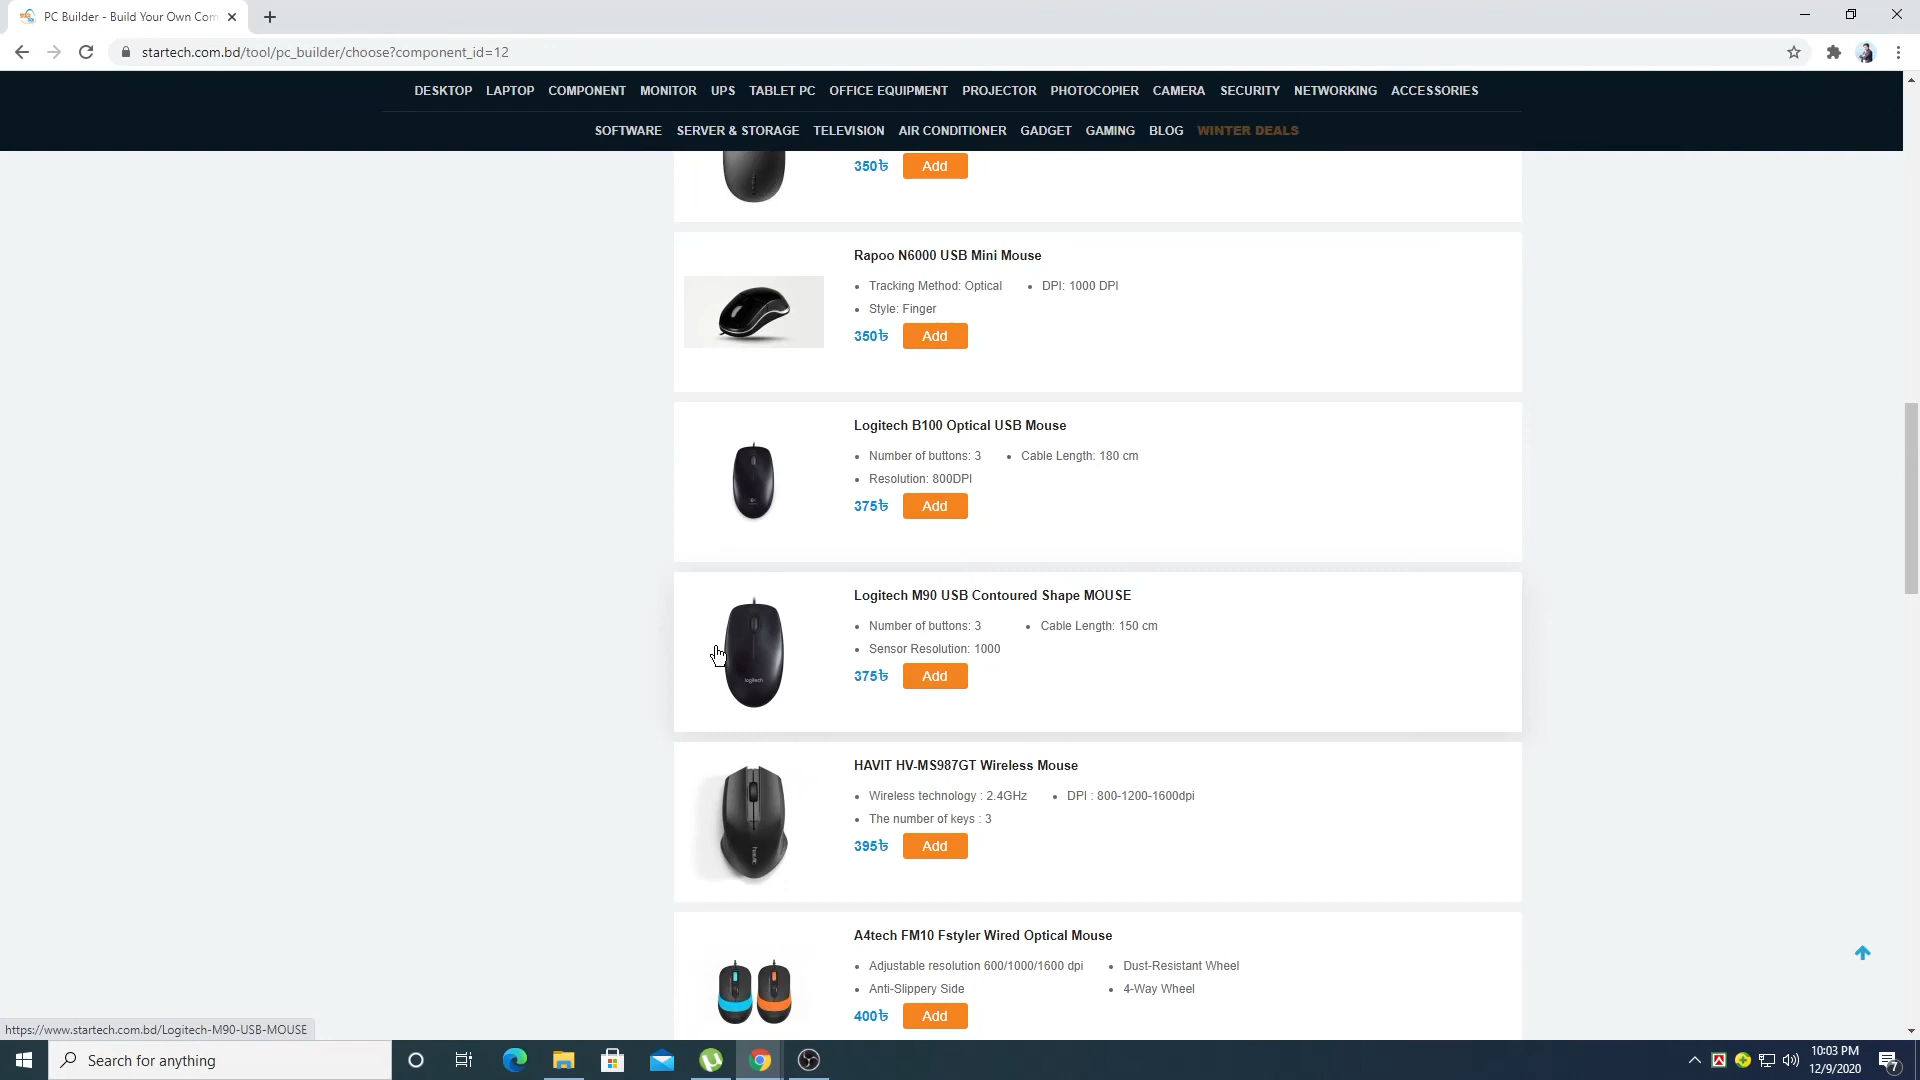 PC Builder - Build Your Own Com
startech.com.bd/tool/pc_builder/choose?component_id=12
DESKTOP LAPTOP COMPONENT MONITOR UPS TABLET PC OFFICE EQUIPMENT PROJECTOR PHOTOCOPIER CAMERA SECURITY NETWORKING ACCESSORIES
SOFTWARE SERVER & STORAGE TELEVISION AIR CONDITIONER GADGET GAMING BLOG WINTER DEALS
350৳ Add
Rapoo N6000 USB Mini Mouse
Tracking Method: Optical DPI: 1000 DPI
Style: Finger
350৳ Add
Logitech B100 Optical USB Mouse
Number of buttons: 3 Cable Length: 180 cm
Resolution: 800DPI
375৳ Add
Logitech M90 USB Contoured Shape MOUSE
Number of buttons: 3 Cable Length: 150 cm
Sensor Resolution: 1000
logitech
375৳ Add
HAVIT HV-MS987GT Wireless Mouse
Wireless technology : 2.4GHz DPI : 800-1200-1600dpi
The number of keys : 3
395৳ Add
A4tech FM10 Fstyler Wired Optical Mouse
Adjustable resolution 600/1000/1600 dpi Dust-Resistant Wheel
Anti-Slippery Side 4-Way Wheel
400৳ Add
https://www.startech.com.bd/Logitech-M90-USB-MOUSE
Search for anything
10:03 PM
12/9/2020
7